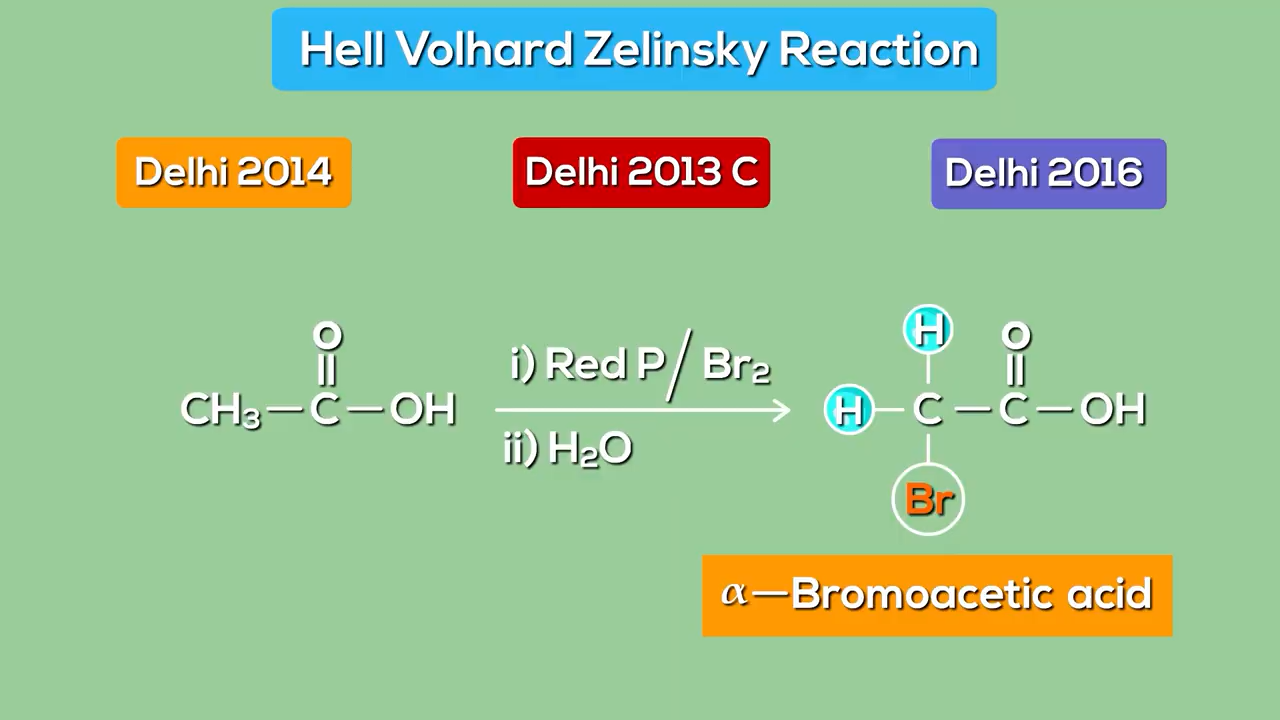 Hell Volhard Zelinsky Reaction
Delhi 2014
Delhi 2013 C
Delhi 2016
O
CH₃—C—OH
i) Red P/Br₂
ii) H₂O
H
O
H—C—C—OH
Br
α—Bromoacetic acid